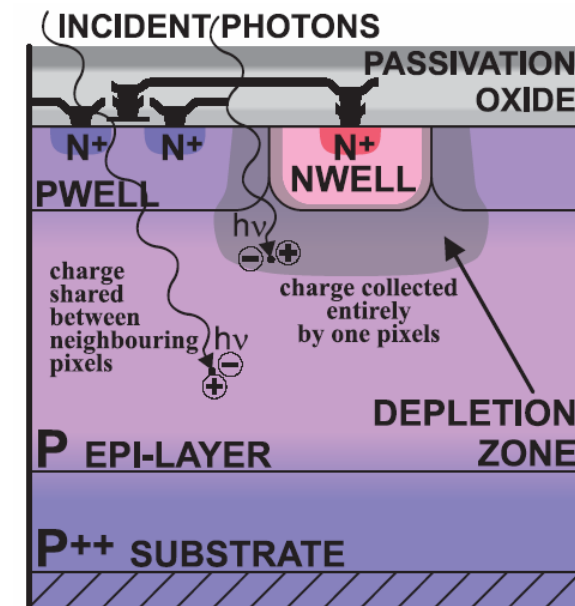 INCIDENT PHOTONS
PASSIVATION
OXIDE
N+ N+ N+
PWELL NWELL
hν
− +
charge
shared
between
neighbouring
pixels
charge collected
entirely
by one pixels
hν
−
+
DEPLETION
ZONE
P EPI-LAYER
P++ SUBSTRATE